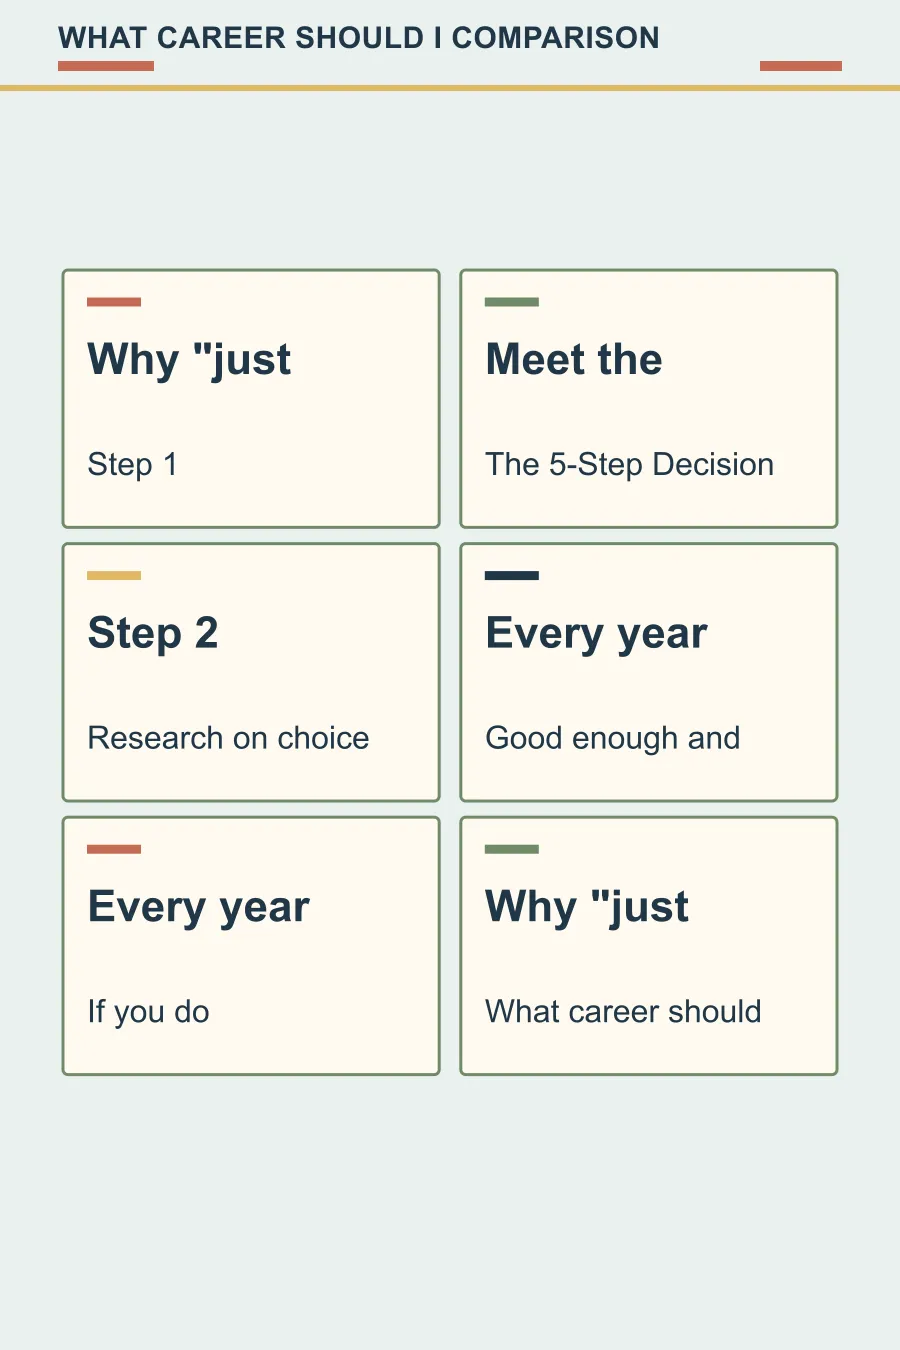 WHAT CAREER SHOULD I COMPARISON
Why "just
Step 1
Meet the
The 5-Step Decision
Step 2
Research on choice
Every year
Good enough and
Every year
If you do
Why "just
What career should